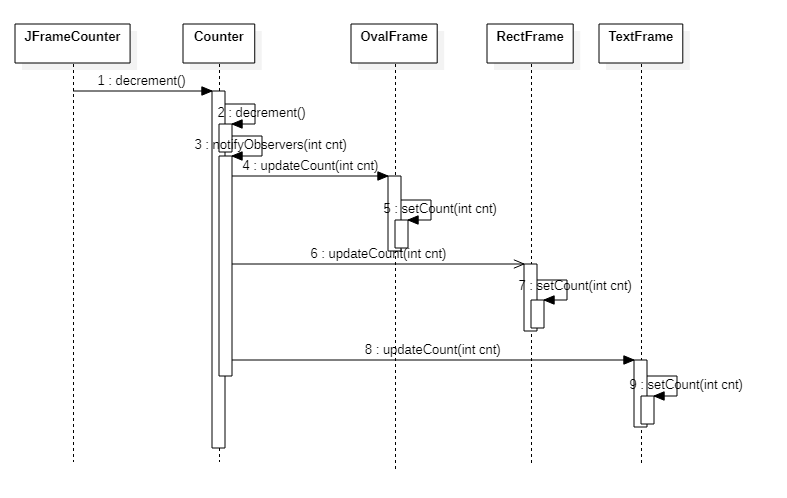 JFrameCounter
Counter
OvalFrame
RectFrame
TextFrame
1 : decrement()
2 : decrement()
3 : notifyObservers(int cnt)
4 : updateCount(int cnt)
5 : setCount(int cnt)
6 : updateCount(int cnt)
7 : setCount(int cnt)
8 : updateCount(int cnt)
9 : setCount(int cnt)